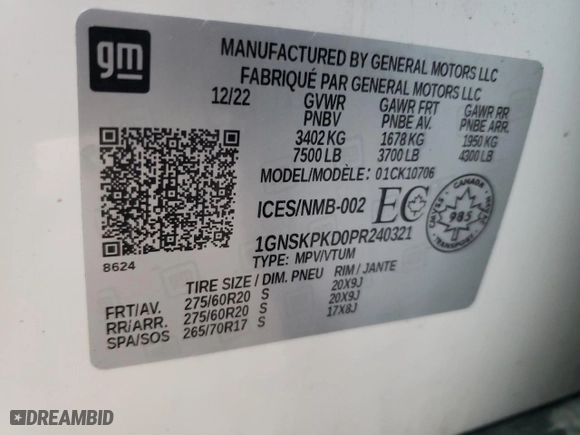 gm
MANUFACTURED BY GENERAL MOTORS LLC
FABRIQUÉ PAR GENERAL MOTORS LLC
12/22 GVWR GAWR FRT GAWR RR
PNBV PNBE AV. PNBE ARR.
3402 KG 1678 KG 1950 KG
7500 LB 3700 LB 4300 LB
MODEL/MODÈLE: 01CK10706
ICES/NMB-002 EC
CANADA
CMVSS 985 NSVAC
TRANSPORT
1GNSKPKD0PR240321
8624
TYPE: MPV/VTUM
TIRE SIZE / DIM. PNEU RIM / JANTE
FRT/AV. 275/60R20 S 20X9J
RR/ARR. 275/60R20 S 20X9J
SPA/SOS 265/70R17 S 17X8J
DREAMBID